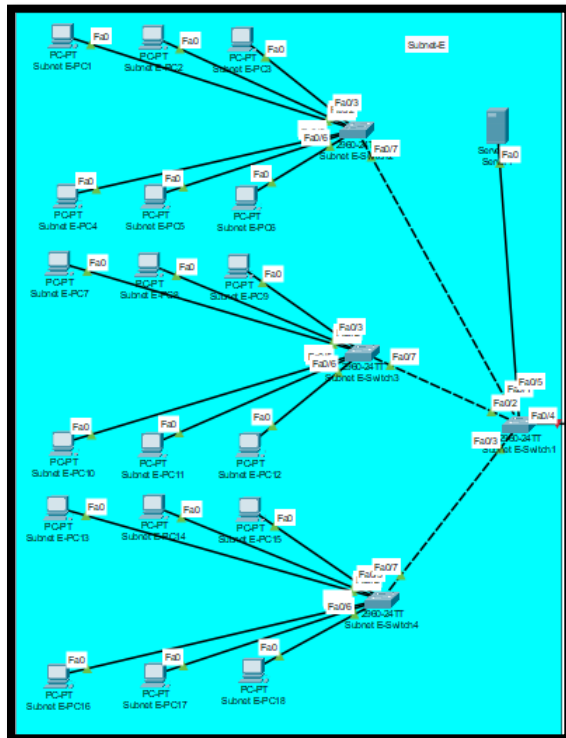 Fa0
Fa0
Fa0
Subnet-E
PC-PT
Subnet E-PC1
PC-PT
Subnet E-PC2
PC-PT
Subnet E-PC3
Fa0/3
Fa0/6
2960-24TT
Fa0/7
Fa0
Fa0
Fa0
Fa0
PC-PT
Subnet E-PC4
PC-PT
Subnet E-PC5
PC-PT
Subnet E-PC6
Fa0
Fa0
Fa0
PC-PT
Subnet E-PC7
PC-PT
PC-PT
Subnet E-PC9
Fa0/3
Fa0/6
Fa0/7
2960-24TT
Subnet E-Switch3
Fa0/5
Fa0/2
Fa0/4
Fa0/3
2960-24TT
Subnet E-Switch1
Fa0
Fa0
Fa0
PC-PT
Subnet E-PC10
PC-PT
Subnet E-PC11
PC-PT
Subnet E-PC12
Fa0
Fa0
Fa0
PC-PT
Subnet E-PC13
PC-PT
Subnet E-PC14
PC-PT
Subnet E-PC15
Fa0/7
Fa0/6
2960-24TT
Subnet E-Switch4
Fa0
Fa0
Fa0
PC-PT
Subnet E-PC16
PC-PT
Subnet E-PC17
PC-PT
Subnet E-PC18